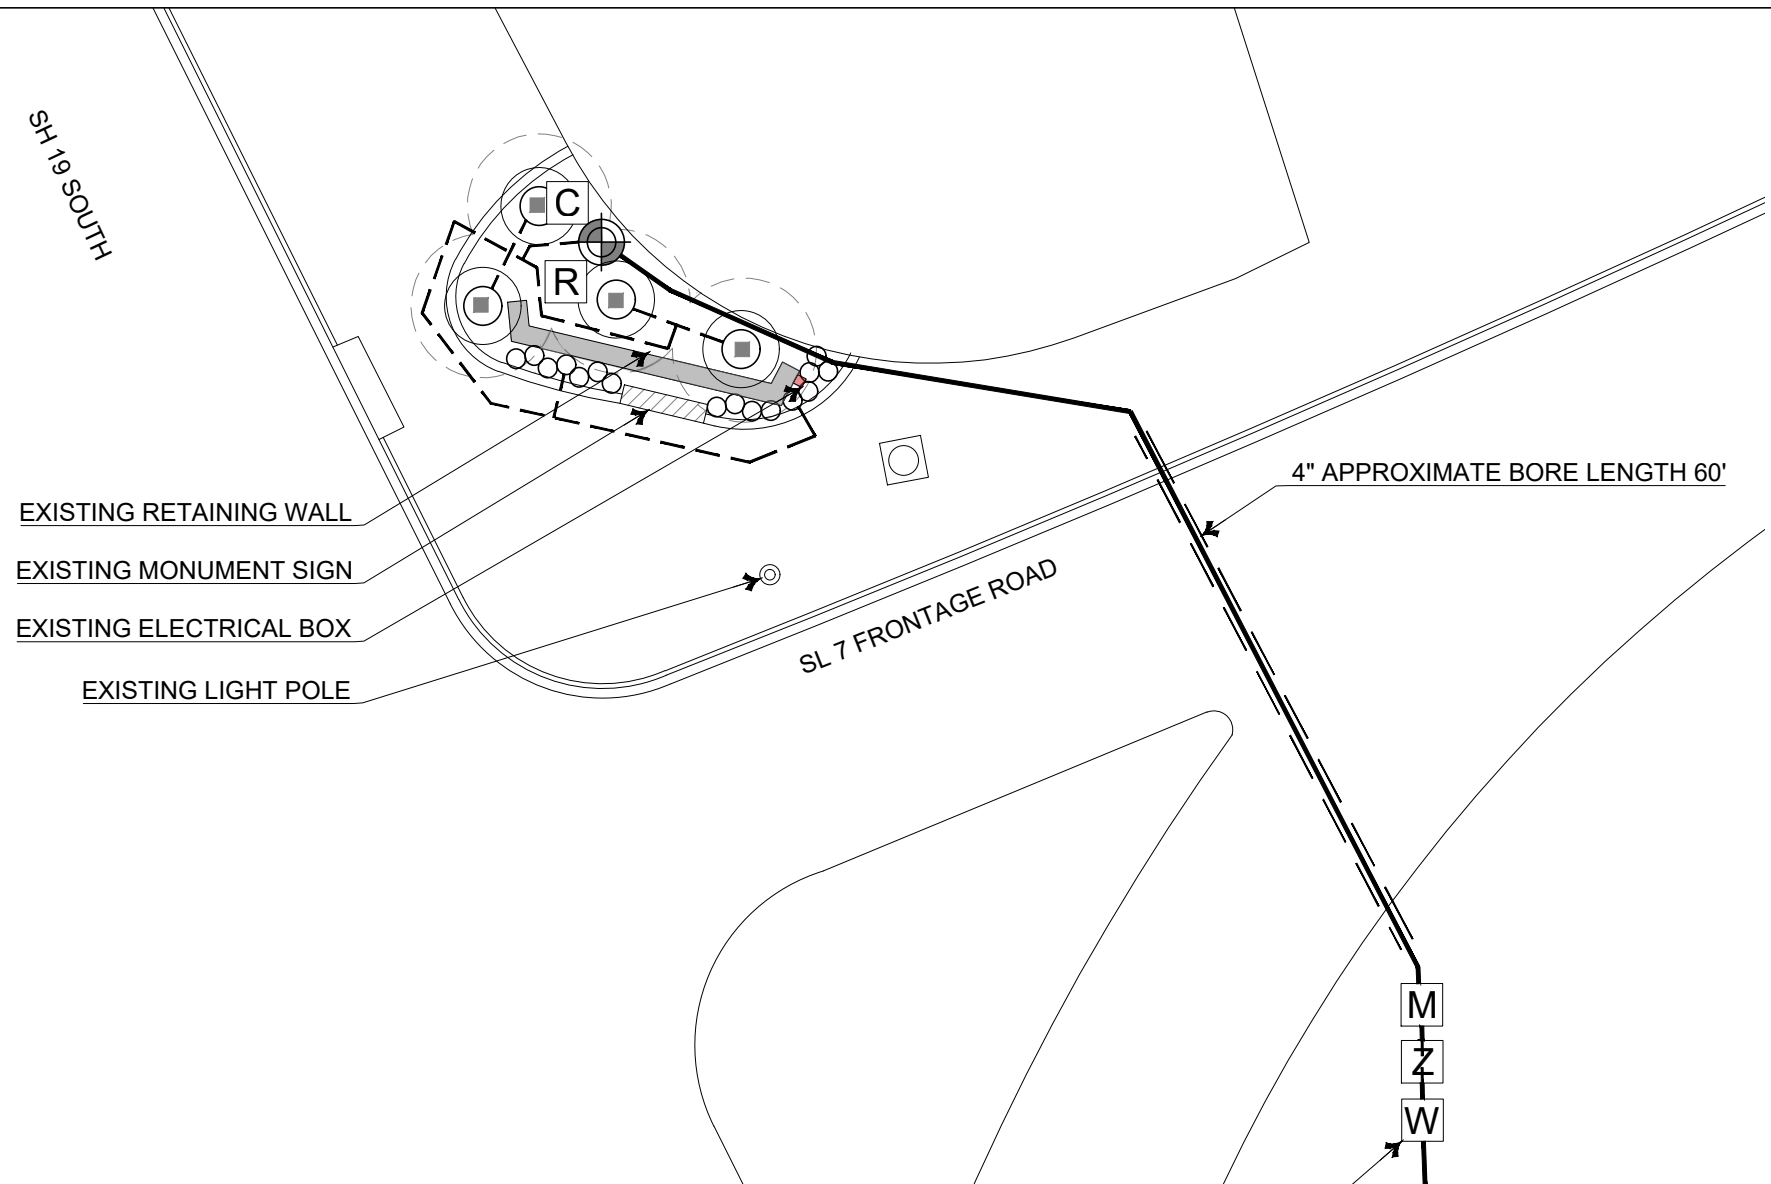 SH 19 SOUTH
C
R
EXISTING RETAINING WALL
4" APPROXIMATE BORE LENGTH 60'
EXISTING MONUMENT SIGN
EXISTING ELECTRICAL BOX
SL 7 FRONTAGE ROAD
EXISTING LIGHT POLE
M
Z
W